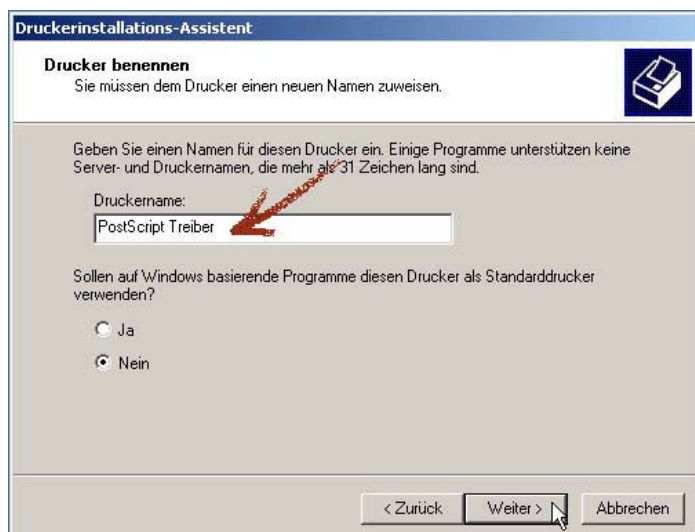 Druckerinstallations-Assistent
Drucker benennen
Sie müssen dem Drucker einen neuen Namen zuweisen.
Geben Sie einen Namen für diesen Drucker ein. Einige Programme unterstützen keine
Server- und Druckernamen, die mehr als 31 Zeichen lang sind.
Druckername:
PostScript Treiber
Sollen auf Windows basierende Programme diesen Drucker als Standarddrucker
verwenden?
Ja
Nein
< Zurück Weiter > Abbrechen